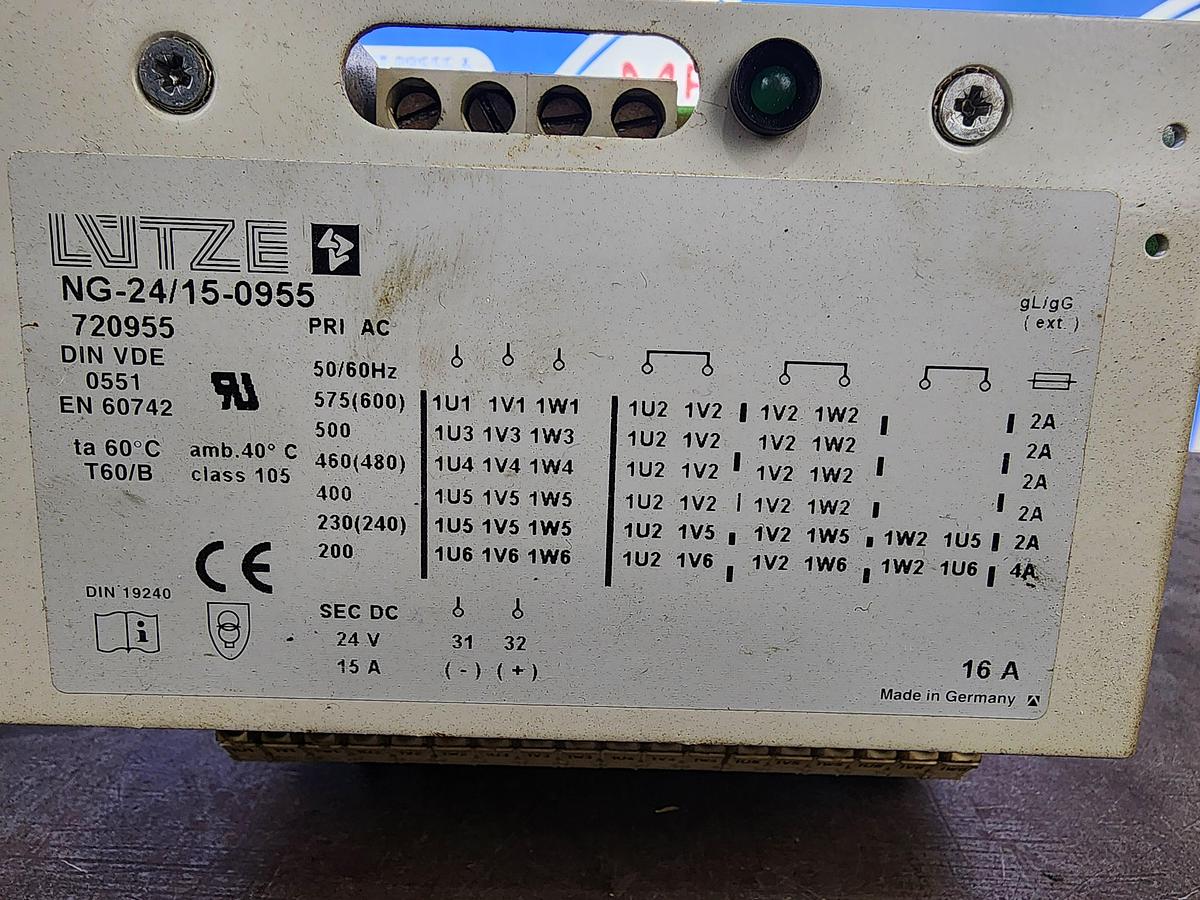 LÜTZE
NG-24/15-0955
720955 PRI AC gL/gG
( ext. )
DIN VDE
0551
EN 60742
50/60Hz
575(600) 1U1 1V1 1W1 1U2 1V2 1V2 1W2 2A
500 1U3 1V3 1W3 1U2 1V2 1V2 1W2 2A
460(480) 1U4 1V4 1W4 1U2 1V2 1V2 1W2 2A
400 1U5 1V5 1W5 1U2 1V2 1V2 1W2 2A
230(240) 1U5 1V5 1W5 1U2 1V5 1V2 1W5 1W2 1U5 2A
200 1U6 1V6 1W6 1U2 1V6 1V2 1W6 1W2 1U6 4A
ta 60°C amb.40° C
T60/B class 105
CE
DIN 19240
SEC DC
24 V 31 32
15 A ( - ) ( + )
16 A
Made in Germany